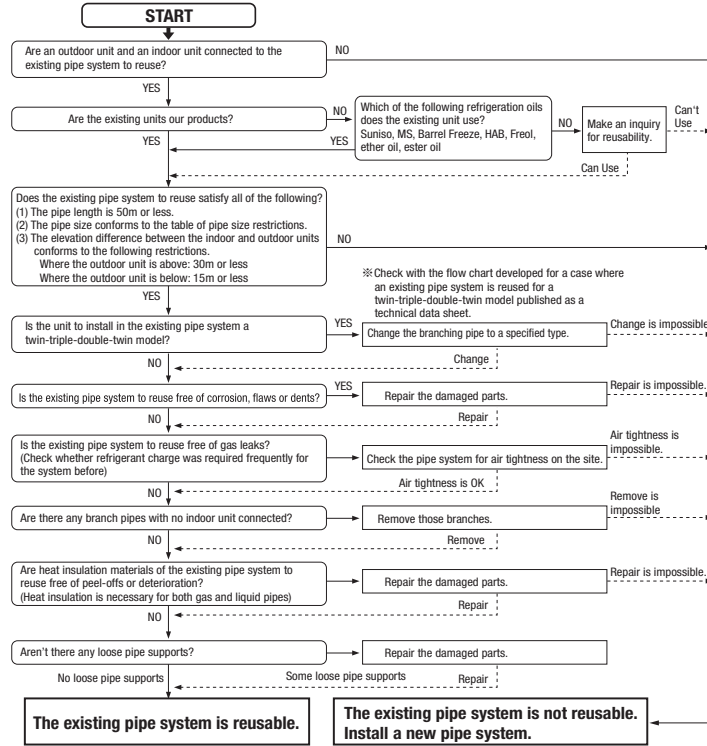 START
Are an outdoor unit and an indoor unit connected to the
existing pipe system to reuse?
NO
YES
Are the existing units our products?
NO
YES
Which of the following refrigeration oils
does the existing unit use?
Suniso, MS, Barrel Freeze, HAB, Freol,
ether oil, ester oil
NO
YES
Make an inquiry
for reusability.
Can't
Use
Can Use
Does the existing pipe system to reuse satisfy all of the following?
(1) The pipe length is 50m or less.
(2) The pipe size conforms to the table of pipe size restrictions.
(3) The elevation difference between the indoor and outdoor units
conforms to the following restrictions.
Where the outdoor unit is above: 30m or less
Where the outdoor unit is below: 15m or less
NO
YES
※Check with the flow chart developed for a case where
an existing pipe system is reused for a
twin-triple-double-twin model published as a
technical data sheet.
Is the unit to install in the existing pipe system a
twin-triple-double-twin model?
YES
Change the branching pipe to a specified type.
Change is impossible.
NO
Change
Is the existing pipe system to reuse free of corrosion, flaws or dents?
YES
Repair the damaged parts.
Repair is impossible.
NO
Repair
Is the existing pipe system to reuse free of gas leaks?
(Check whether refrigerant charge was required frequently for
the system before)
Check the pipe system for air tightness on the site.
Air tightness is
impossible.
NO
Air tightness is OK
Are there any branch pipes with no indoor unit connected?
Remove those branches.
Remove is
impossible
NO
Remove
Are heat insulation materials of the existing pipe system to
reuse free of peel-offs or deterioration?
(Heat insulation is necessary for both gas and liquid pipes)
Repair the damaged parts.
Repair is impossible.
NO
Repair
Aren't there any loose pipe supports?
Repair the damaged parts.
No loose pipe supports
Some loose pipe supports
Repair
The existing pipe system is reusable.
The existing pipe system is not reusable.
Install a new pipe system.